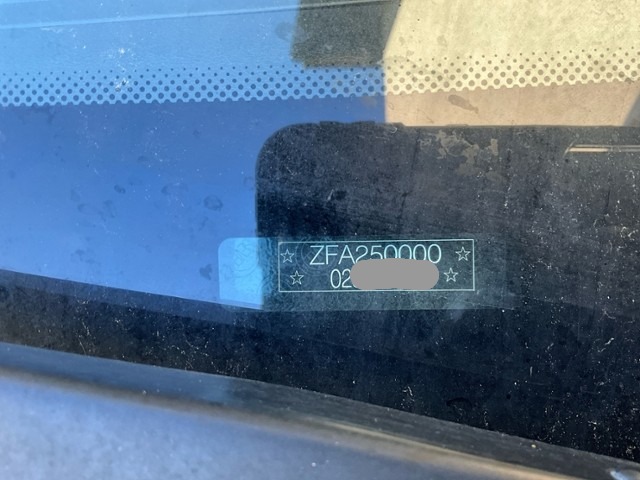 ☆ ZFA250000 ☆
☆ 02 ☆